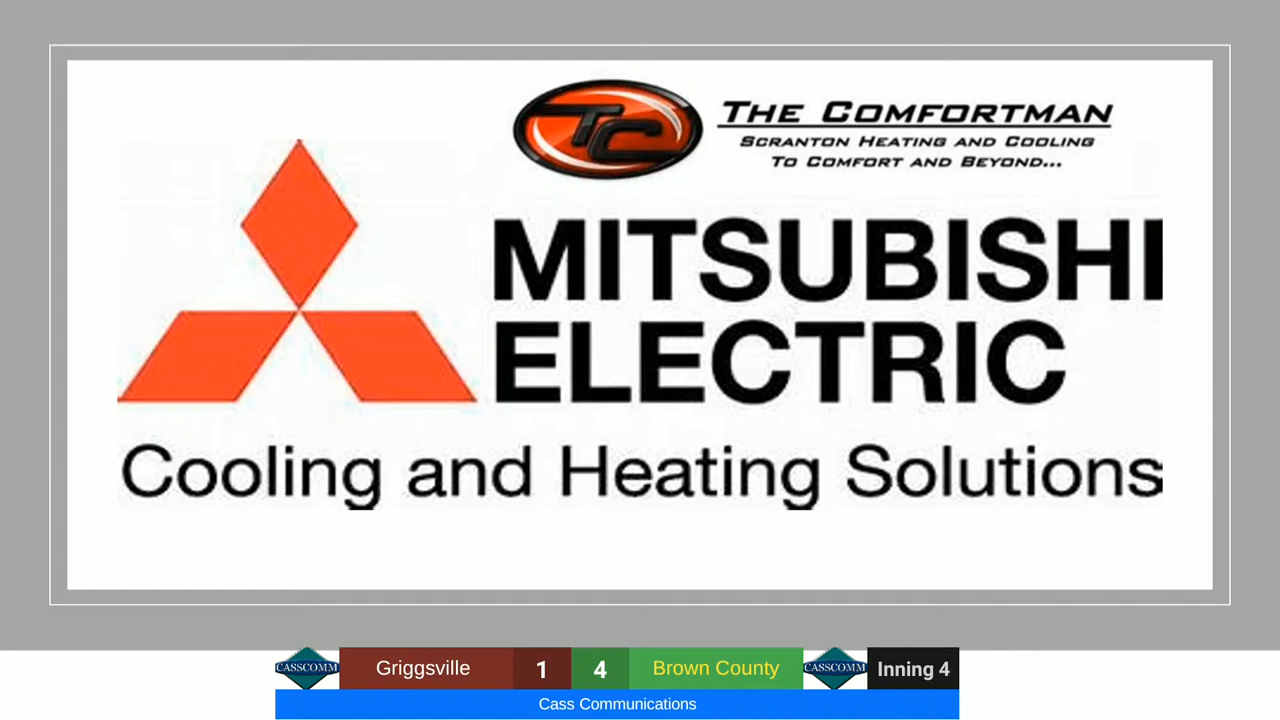 TC THE COMFORTMAN
SCRANTON HEATING AND COOLING
TO COMFORT AND BEYOND...
MITSUBISHI
ELECTRIC
Cooling and Heating Solutions
CASSCOMM Griggsville 1 4 Brown County CASSCOMM Inning 4
Cass Communications